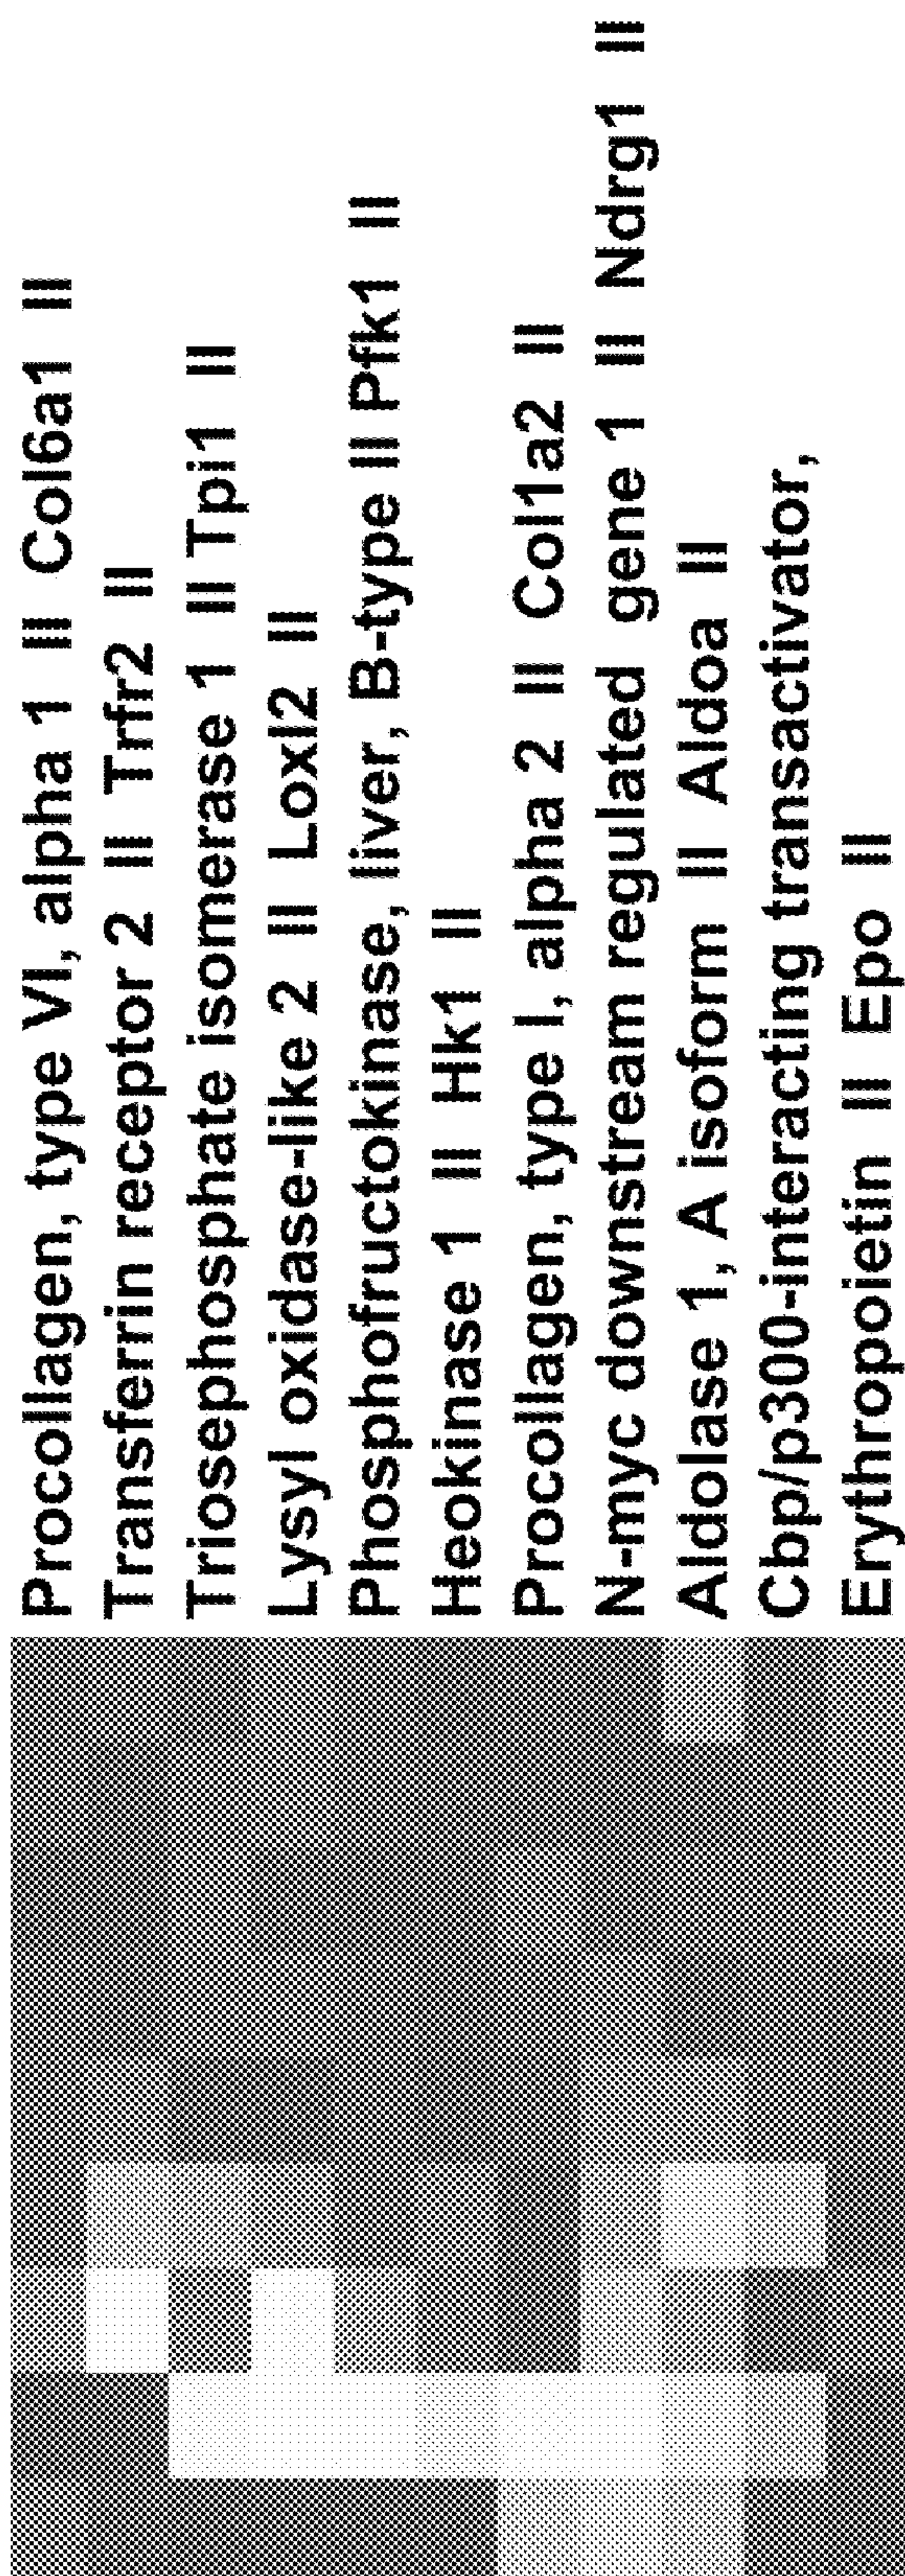 Procollagen, type VI, alpha 1 II Col6a1 II
Transferrin receptor 2 II Trfr2 II
Triosephosphate isomerase 1 II Tpi1 II
Lysyl oxidase-like 2 II Loxl2 II
Phosphofructokinase, liver, B-type II Pfk1 II
Heokinase 1 II Hk1 II
Procollagen, type I, alpha 2 II Col1a2 II
N-myc downstream regulated gene 1 II Ndrg1 II
Aldolase 1, A isoform II Aldoa II
Cbp/p300-interacting transactivator,
Erythropoietin II Epo II